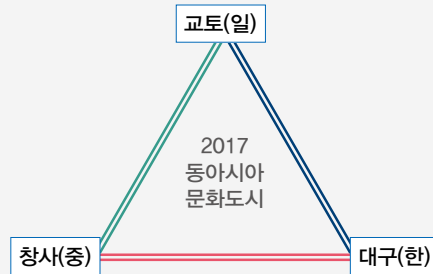 교토(일)
2017
동아시아
문화도시
창사(중)
대구(한)